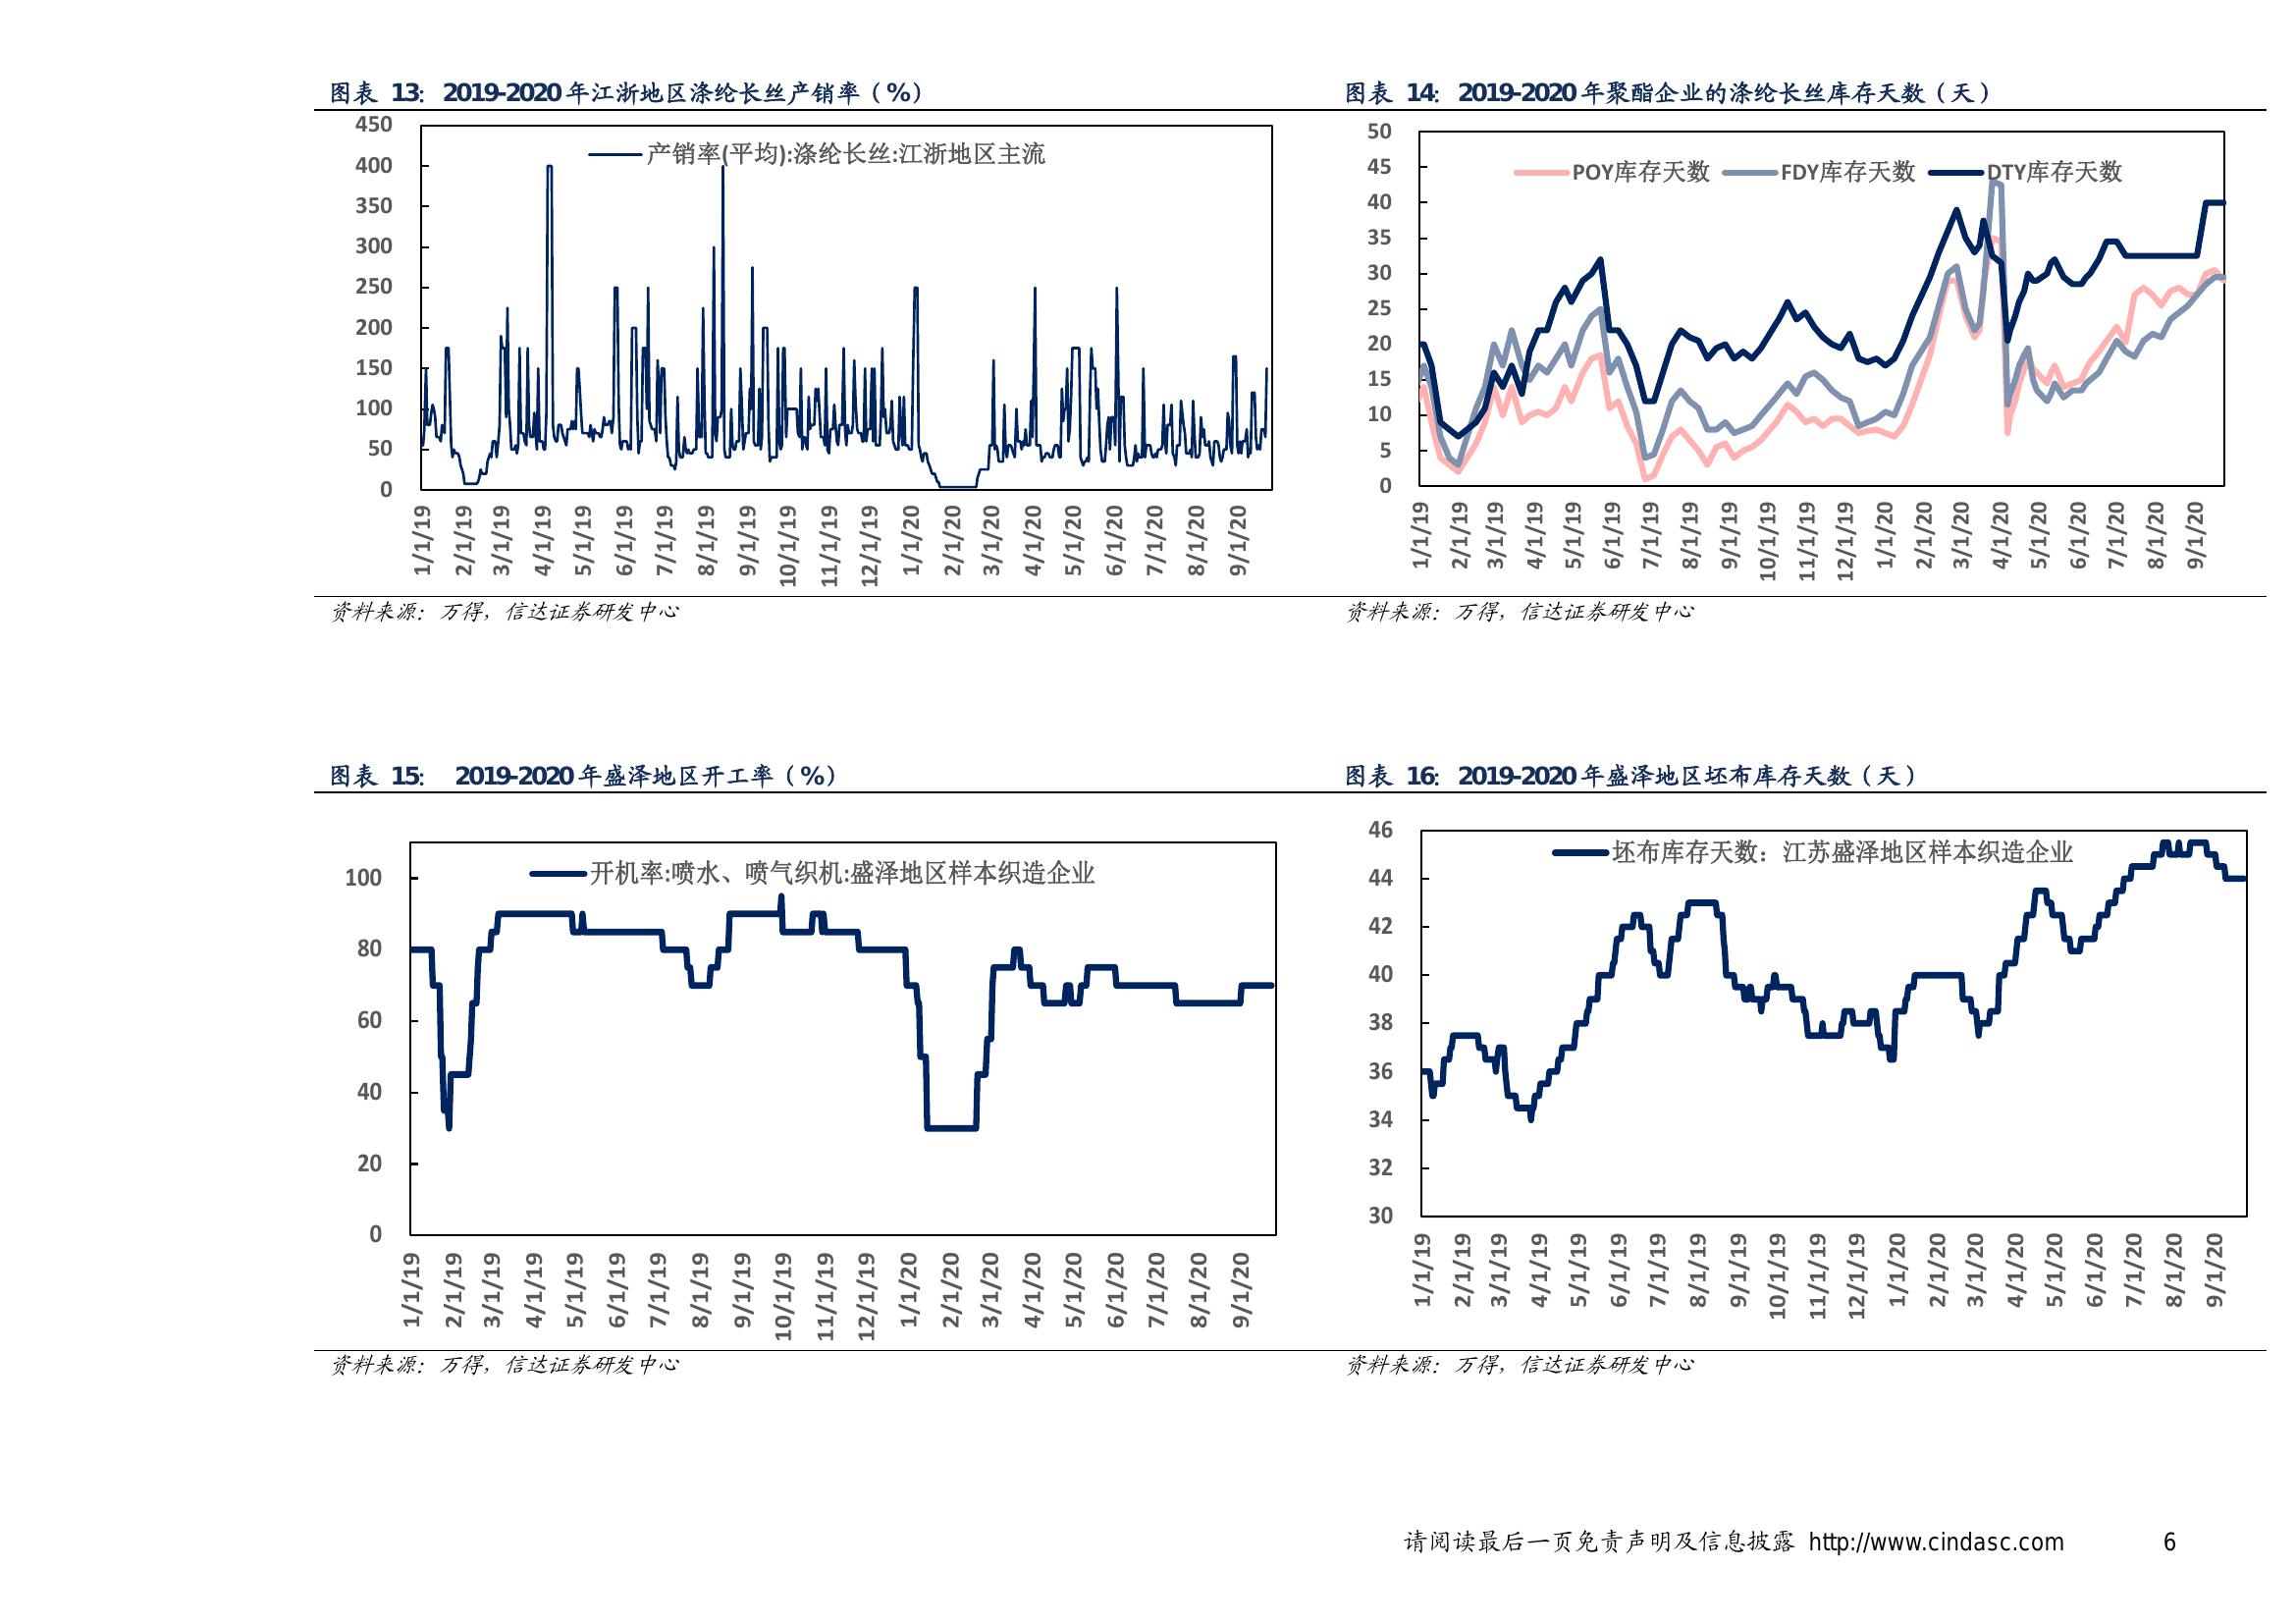 图表 13： 2019-2020 年江浙地区涤纶长丝产销率（%）
450
400
350
300
250
200
150
100
50
0
产销率(平均):涤纶长丝:江浙地区主流
1/1/19 2/1/19 3/1/19 4/1/19 5/1/19 6/1/19 7/1/19 8/1/19 9/1/19 10/1/19 11/1/19 12/1/19 1/1/20 2/1/20 3/1/20 4/1/20 5/1/20 6/1/20 7/1/20 8/1/20 9/1/20
资料来源：万得，信达证券研发中心
图表 14： 2019-2020 年聚酯企业的涤纶长丝库存天数（天）
50
45
40
35
30
25
20
15
10
5
0
POY库存天数 FDY库存天数 DTY库存天数
1/1/19 2/1/19 3/1/19 4/1/19 5/1/19 6/1/19 7/1/19 8/1/19 9/1/19 10/1/19 11/1/19 12/1/19 1/1/20 2/1/20 3/1/20 4/1/20 5/1/20 6/1/20 7/1/20 8/1/20 9/1/20
资料来源：万得，信达证券研发中心
图表 15： 2019-2020 年盛泽地区开工率（%）
100
80
60
40
20
0
开机率:喷水、喷气织机:盛泽地区样本织造企业
1/1/19 2/1/19 3/1/19 4/1/19 5/1/19 6/1/19 7/1/19 8/1/19 9/1/19 10/1/19 11/1/19 12/1/19 1/1/20 2/1/20 3/1/20 4/1/20 5/1/20 6/1/20 7/1/20 8/1/20 9/1/20
资料来源：万得，信达证券研发中心
图表 16： 2019-2020 年盛泽地区坯布库存天数（天）
46
44
42
40
38
36
34
32
30
坯布库存天数：江苏盛泽地区样本织造企业
1/1/19 2/1/19 3/1/19 4/1/19 5/1/19 6/1/19 7/1/19 8/1/19 9/1/19 10/1/19 11/1/19 12/1/19 1/1/20 2/1/20 3/1/20 4/1/20 5/1/20 6/1/20 7/1/20 8/1/20 9/1/20
资料来源：万得，信达证券研发中心
请阅读最后一页免责声明及信息披露 http://www.cindasc.com 6